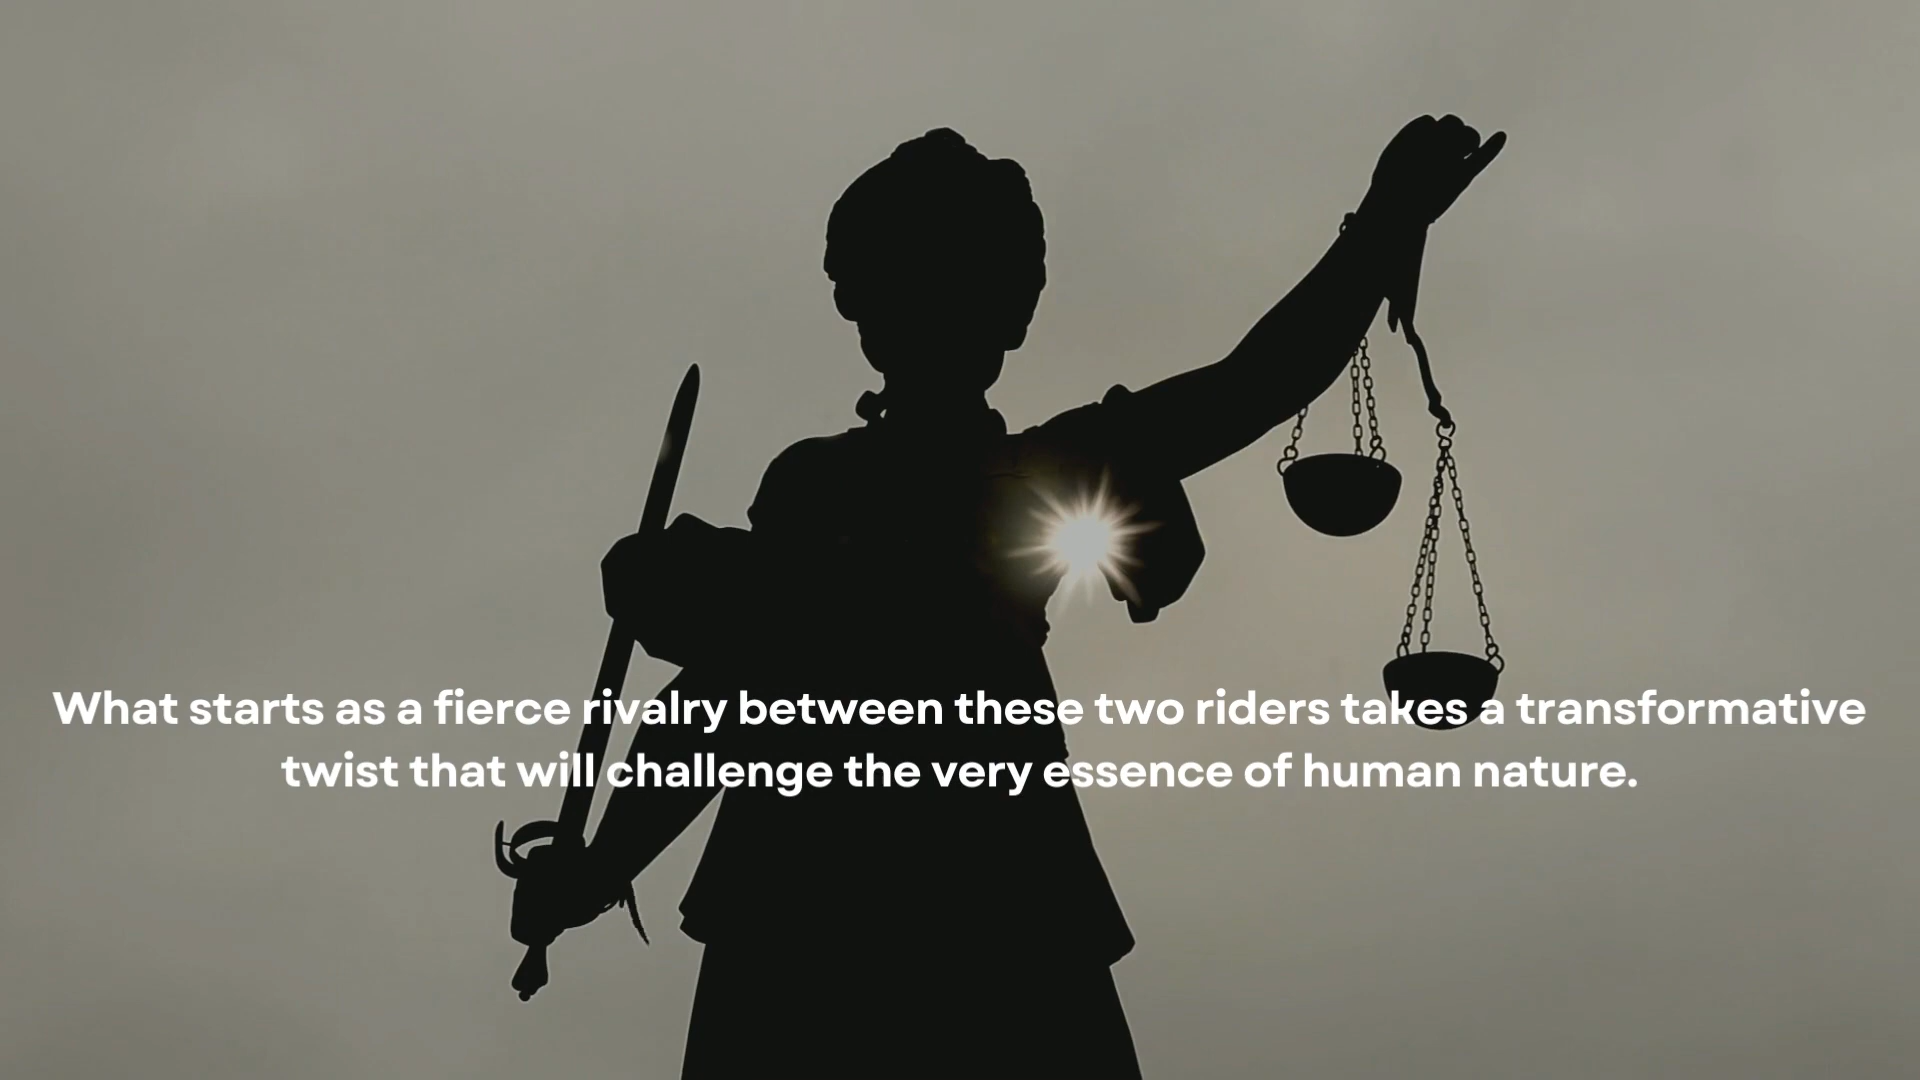 What starts as a fierce rivalry between these two riders takes a transformative
twist that will challenge the very essence of human nature.